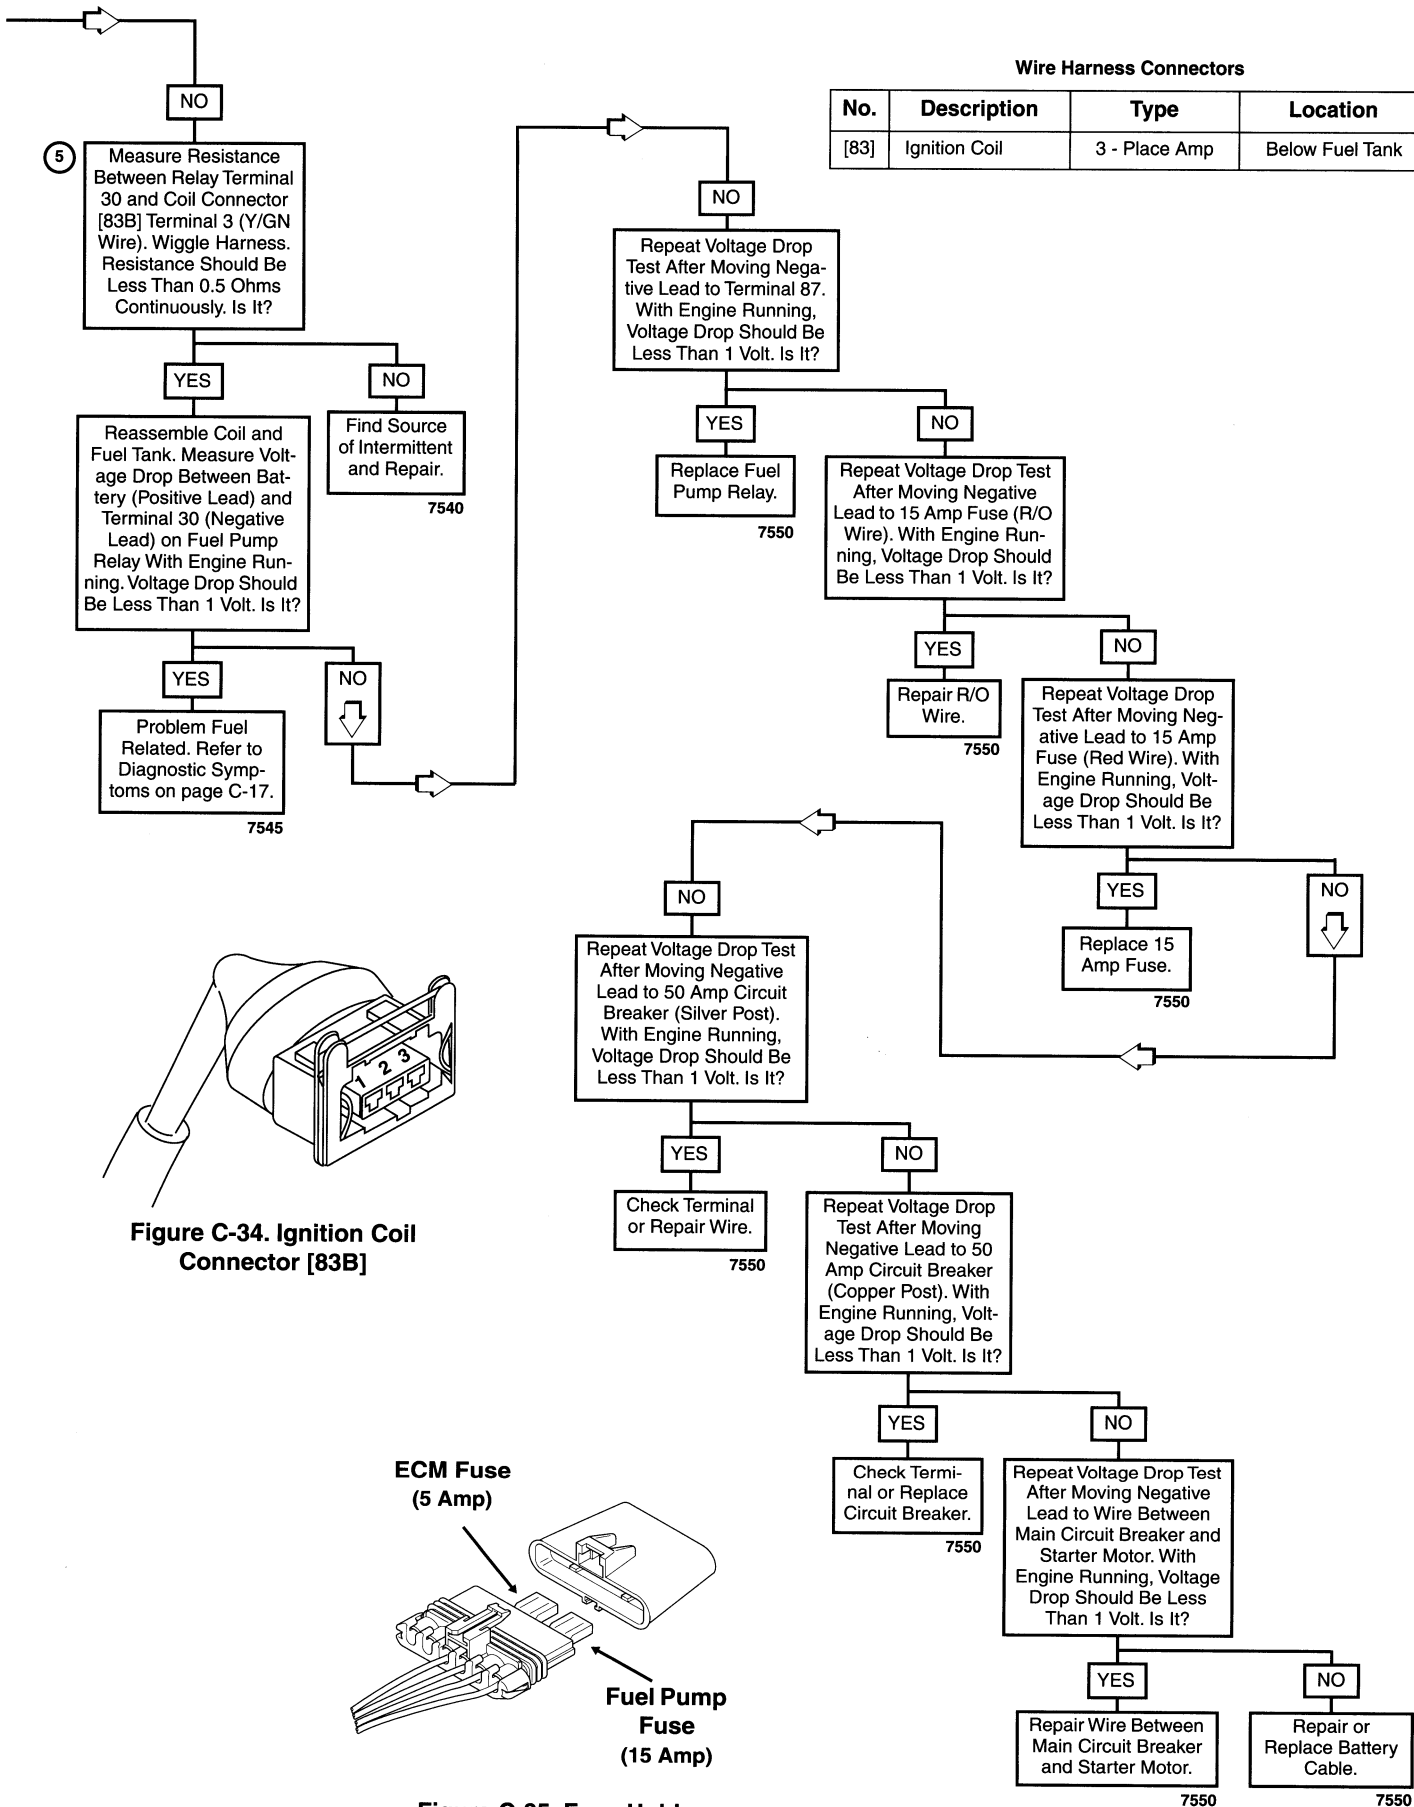 Wire Harness Connectors
No. Description Type Location
[83] Ignition Coil 3 - Place Amp Below Fuel Tank
NO
5
Measure Resistance
Between Relay Terminal
30 and Coil Connector
[83B] Terminal 3 (Y/GN
Wire). Wiggle Harness.
Resistance Should Be
Less Than 0.5 Ohms
Continuously. Is It?
YES
NO
Find Source
of Intermittent
and Repair.
7540
Reassemble Coil and
Fuel Tank. Measure Volt-
age Drop Between Bat-
tery (Positive Lead) and
Terminal 30 (Negative
Lead) on Fuel Pump
Relay With Engine Run-
ning. Voltage Drop Should
Be Less Than 1 Volt. Is It?
YES
NO
Problem Fuel
Related. Refer to
Diagnostic Symp-
toms on page C-17.
7545
NO
Repeat Voltage Drop
Test After Moving Nega-
tive Lead to Terminal 87.
With Engine Running,
Voltage Drop Should Be
Less Than 1 Volt. Is It?
YES
NO
Replace Fuel
Pump Relay.
7550
Repeat Voltage Drop Test
After Moving Negative
Lead to 15 Amp Fuse (R/O
Wire). With Engine Run-
ning, Voltage Drop Should
Be Less Than 1 Volt. Is It?
YES
NO
Repair R/O
Wire.
7550
Repeat Voltage Drop
Test After Moving Neg-
ative Lead to 15 Amp
Fuse (Red Wire). With
Engine Running, Volt-
age Drop Should Be
Less Than 1 Volt. Is It?
YES
NO
Replace 15
Amp Fuse.
7550
NO
Repeat Voltage Drop Test
After Moving Negative
Lead to 50 Amp Circuit
Breaker (Silver Post).
With Engine Running,
Voltage Drop Should Be
Less Than 1 Volt. Is It?
YES
NO
Check Terminal
or Repair Wire.
7550
Repeat Voltage Drop
Test After Moving
Negative Lead to 50
Amp Circuit Breaker
(Copper Post). With
Engine Running, Volt-
age Drop Should Be
Less Than 1 Volt. Is It?
YES
NO
Check Termi-
nal or Replace
Circuit Breaker.
7550
Repeat Voltage Drop Test
After Moving Negative
Lead to Wire Between
Main Circuit Breaker and
Starter Motor. With
Engine Running, Voltage
Drop Should Be Less
Than 1 Volt. Is It?
YES
NO
Repair Wire Between
Main Circuit Breaker
and Starter Motor.
7550
Repair or
Replace Battery
Cable.
7550
1 2 3
Figure C-34. Ignition Coil
Connector [83B]
ECM Fuse
(5 Amp)
Fuel Pump
Fuse
(15 Amp)